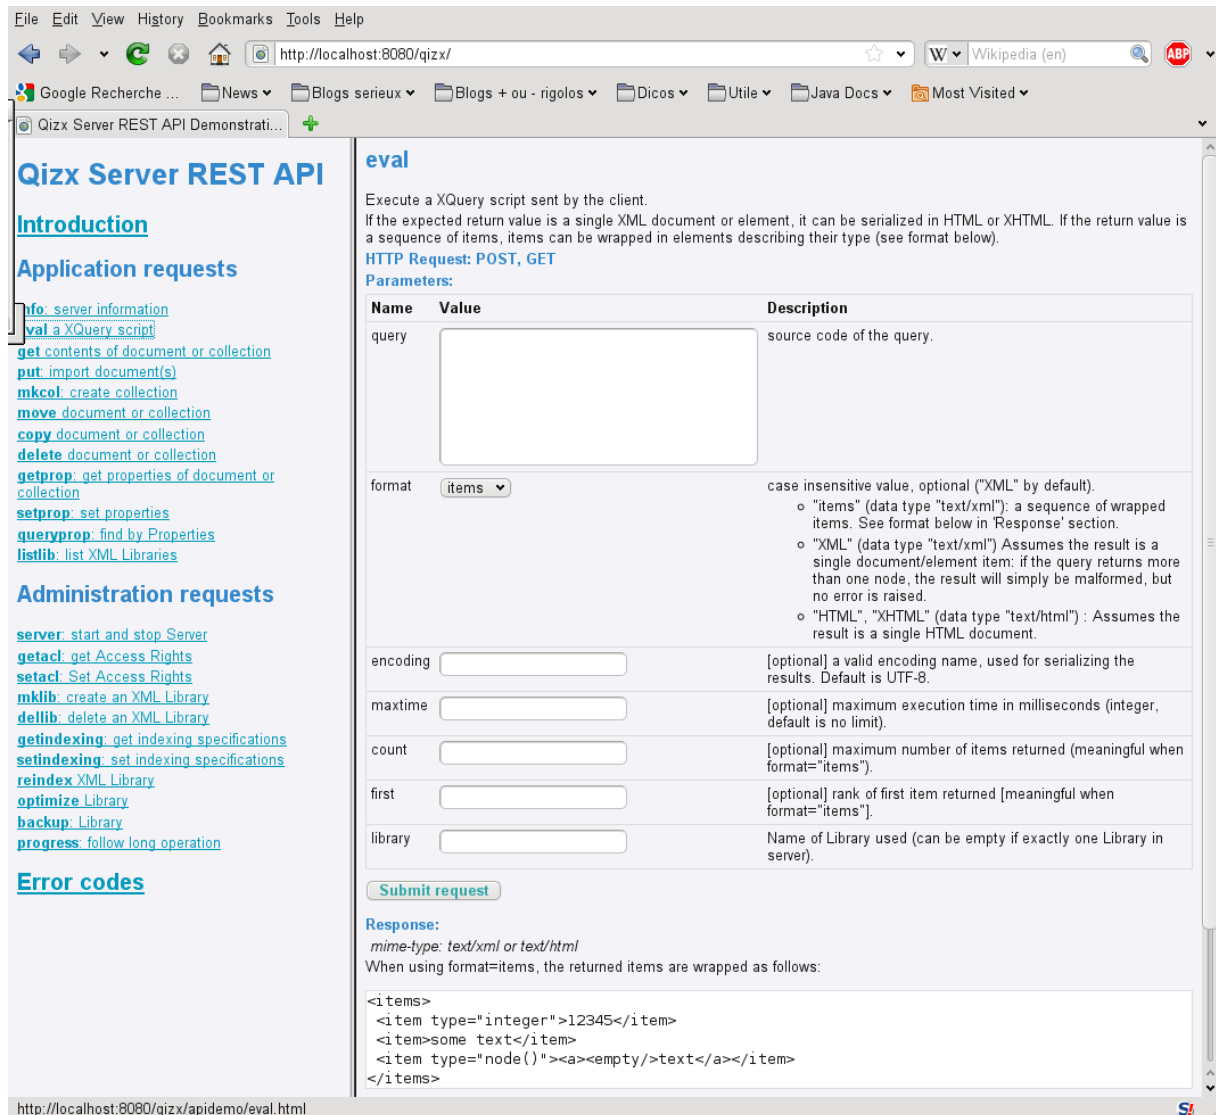 File Edit View History Bookmarks Tools Help
http://localhost:8080/qizx/
W Wikipedia (en)
ABP
Google Recherche ... News Blogs serieux Blogs + ou - rigolos Dicos Utile Java Docs Most Visited
Qizx Server REST API Demonstrati...
Qizx Server REST API
Introduction
Application requests
nfo: server information
val a XQuery script
get contents of document or collection
put: import document(s)
mkcol: create collection
move document or collection
copy document or collection
delete document or collection
getprop: get properties of document or
collection
setprop: set properties
queryprop: find by Properties
listlib: list XML Libraries
Administration requests
server: start and stop Server
getacl: get Access Rights
setacl: Set Access Rights
mklib: create an XML Library
dellib: delete an XML Library
getindexing: get indexing specifications
setindexing: set indexing specifications
reindex XML Library
optimize Library
backup: Library
progress: follow long operation
Error codes
eval
Execute a XQuery script sent by the client.
If the expected return value is a single XML document or element, it can be serialized in HTML or XHTML. If the return value is
a sequence of items, items can be wrapped in elements describing their type (see format below).
HTTP Request: POST, GET
Parameters:
Name Value Description
query source code of the query.
format items case insensitive value, optional ("XML" by default).
"items" (data type "text/xml"): a sequence of wrapped
items. See format below in 'Response' section.
"XML" (data type "text/xml") Assumes the result is a
single document/element item: if the query returns more
than one node, the result will simply be malformed, but
no error is raised.
"HTML", "XHTML" (data type "text/html") : Assumes the
result is a single HTML document.
encoding [optional] a valid encoding name, used for serializing the
results. Default is UTF-8.
maxtime [optional] maximum execution time in milliseconds (integer,
default is no limit).
count [optional] maximum number of items returned (meaningful when
format="items").
first [optional] rank of first item returned [meaningful when
format="items"].
library Name of Library used (can be empty if exactly one Library in
server).
Submit request
Response:
mime-type: text/xml or text/html
When using format=items, the returned items are wrapped as follows:
<items>
<item type="integer">12345</item>
<item>some text</item>
<item type="node()"><a><empty/>text</a></item>
</items>
http://localhost:8080/qizx/apidemo/eval.html
S!